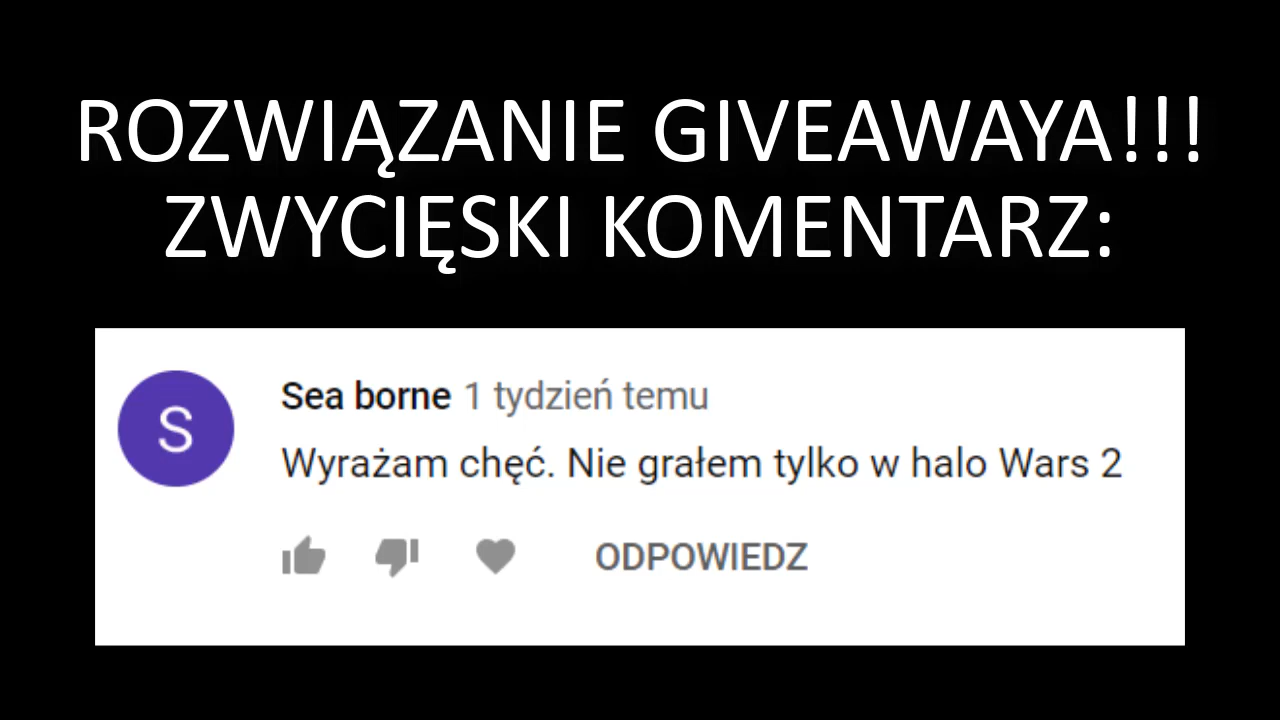 ROZWIĄZANIE GIVEAWAYA!!!
ZWYCIĘSKI KOMENTARZ:
S
Sea borne 1 tydzień temu
Wyrażam chęć. Nie grałem tylko w halo Wars 2
ODPOWIEDZ